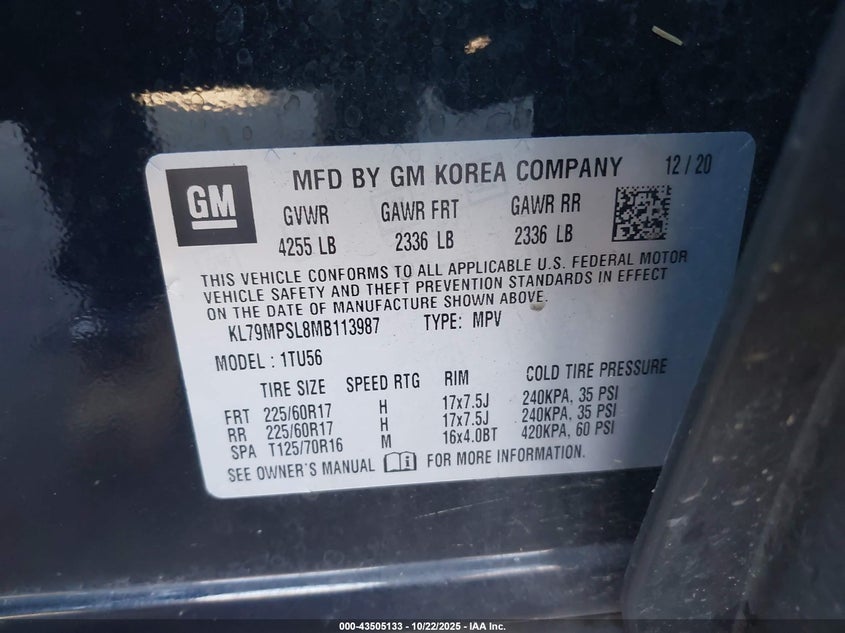 GM
MFD BY GM KOREA COMPANY 12 / 20
GVWR GAWR FRT GAWR RR
4255 LB 2336 LB 2336 LB
THIS VEHICLE CONFORMS TO ALL APPLICABLE U.S. FEDERAL MOTOR
VEHICLE SAFETY AND THEFT PREVENTION STANDARDS IN EFFECT
ON THE DATE OF MANUFACTURE SHOWN ABOVE.
KL79MPSL8MB113987 TYPE: MPV
MODEL : 1TU56
TIRE SIZE SPEED RTG RIM COLD TIRE PRESSURE
FRT 225/60R17 H 17x7.5J 240KPA, 35 PSI
RR 225/60R17 H 17x7.5J 240KPA, 35 PSI
SPA T125/70R16 M 16x4.0BT 420KPA, 60 PSI
SEE OWNER'S MANUAL FOR MORE INFORMATION.
000-43505133 - 10/22/2025 - IAA Inc.